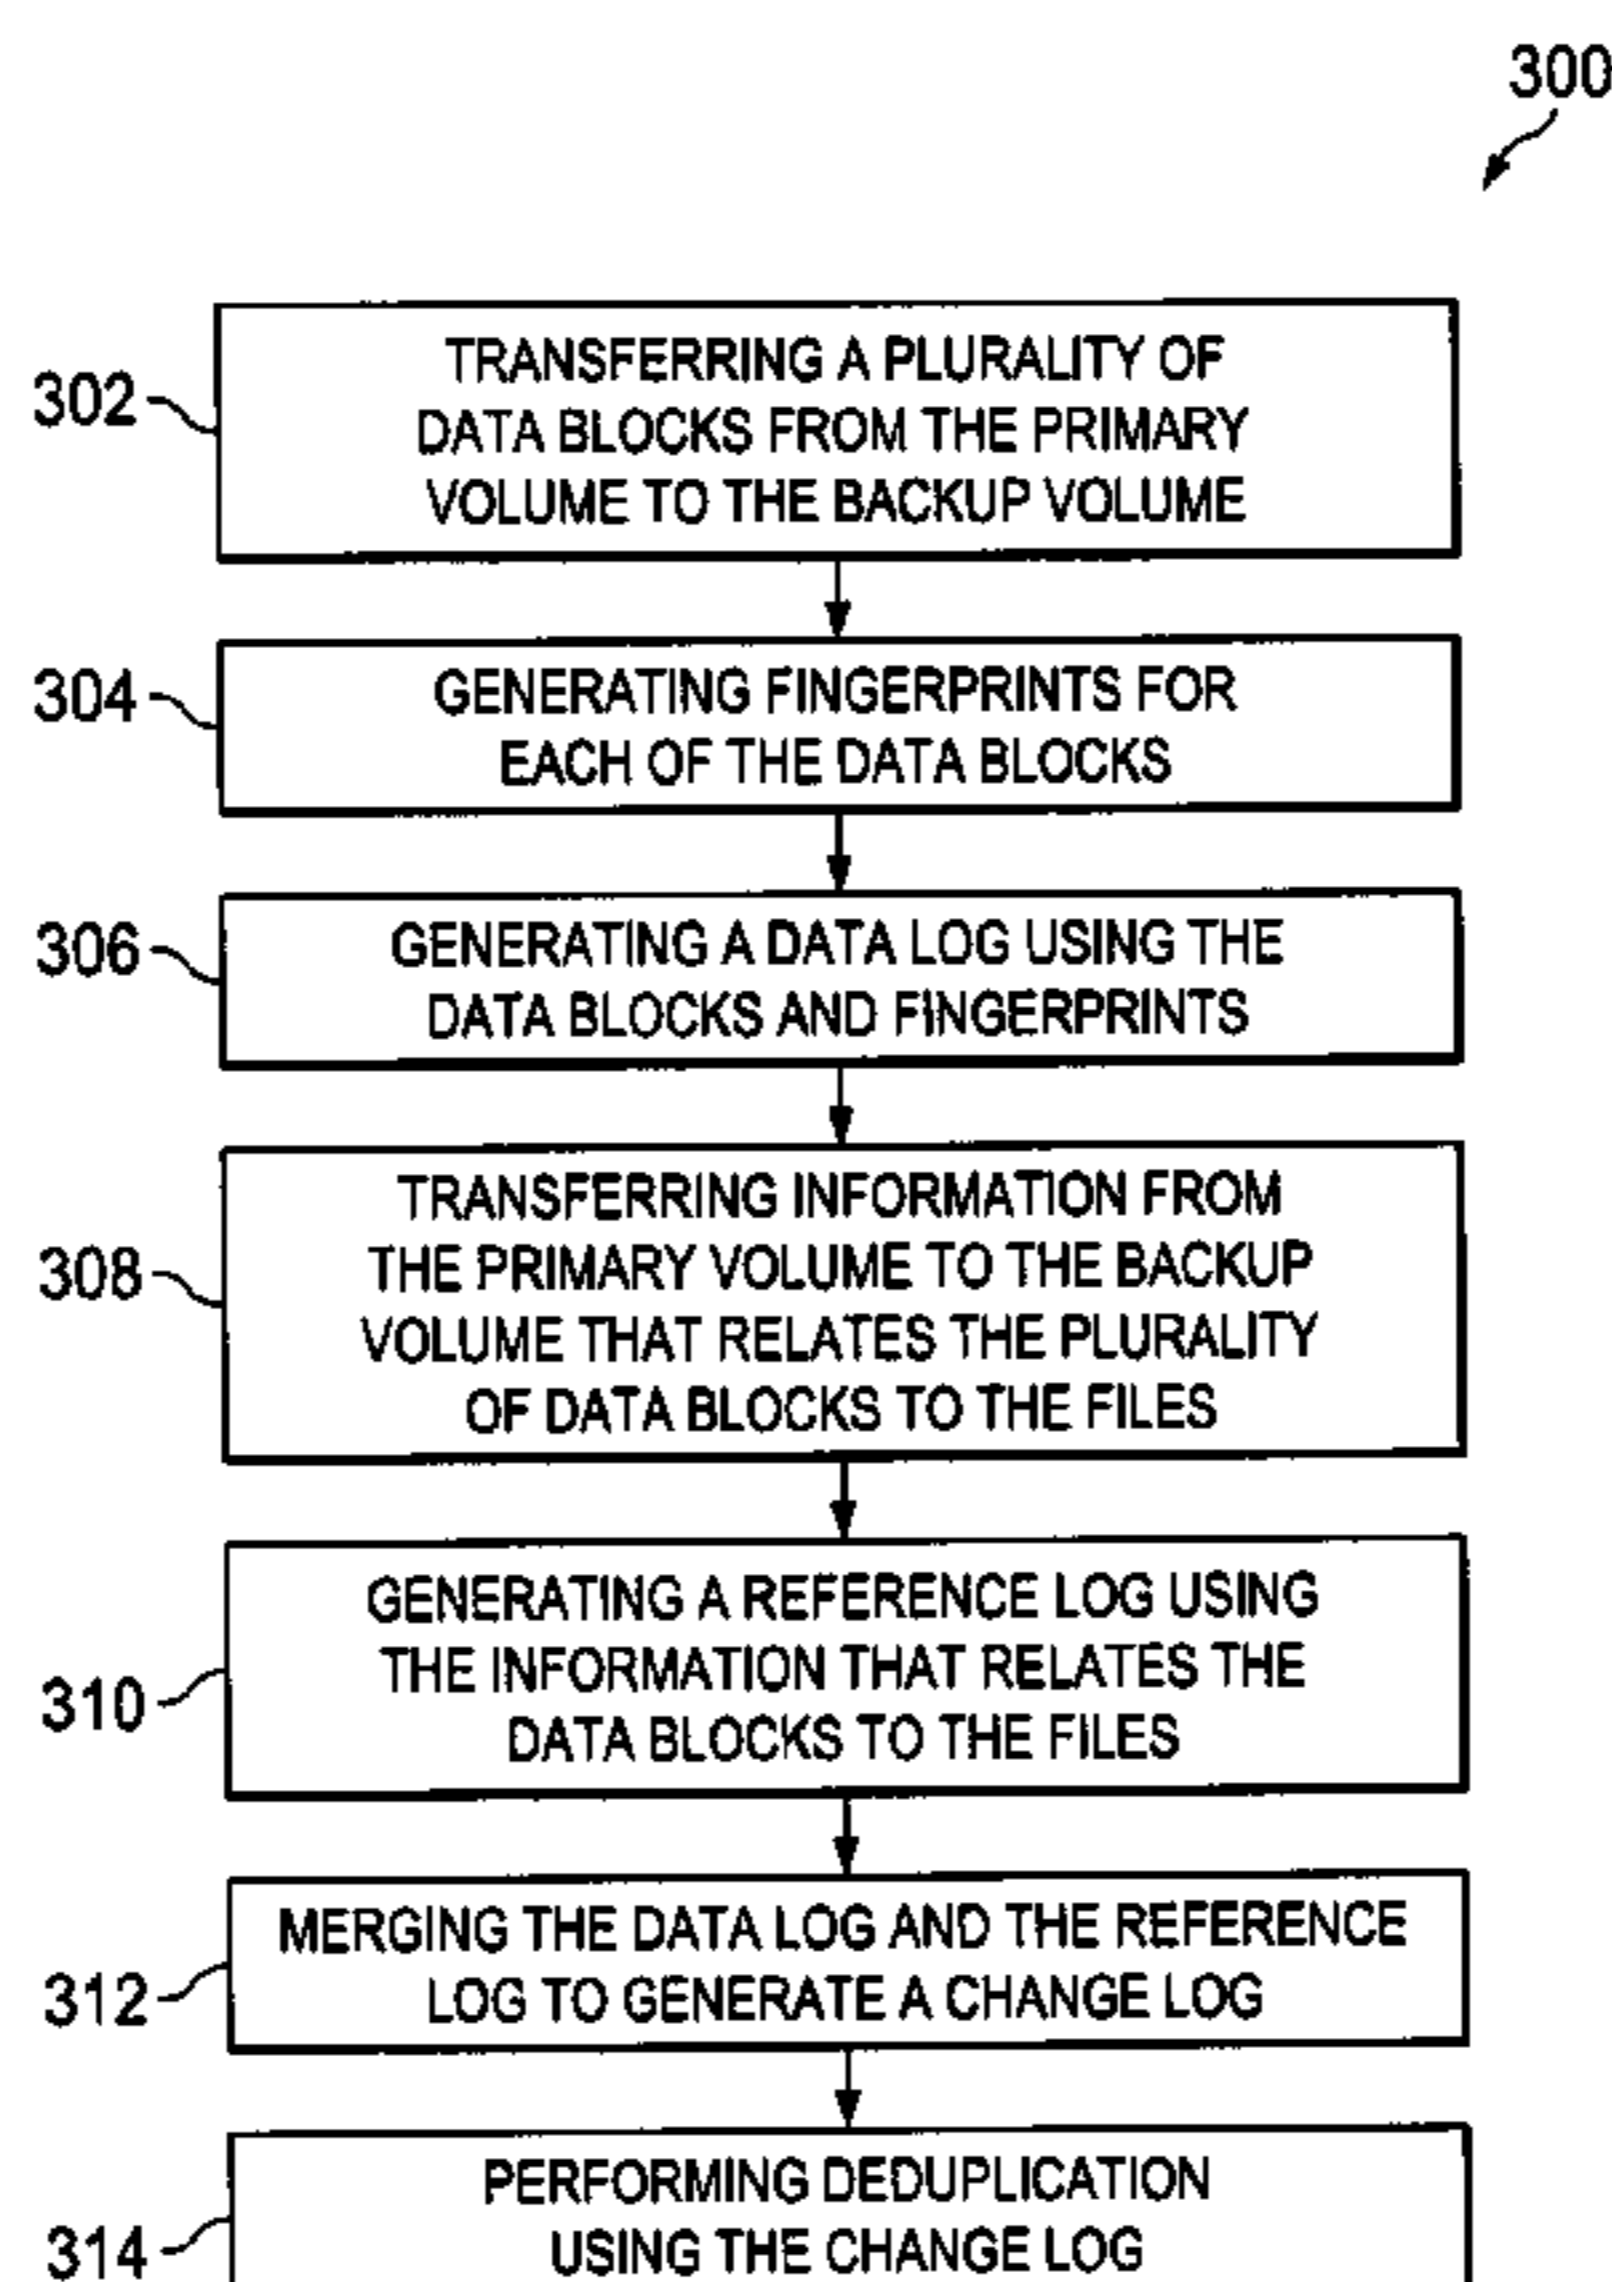 300
302
TRANSFERRING A PLURALITY OF
DATA BLOCKS FROM THE PRIMARY
VOLUME TO THE BACKUP VOLUME
304
GENERATING FINGERPRINTS FOR
EACH OF THE DATA BLOCKS
306
GENERATING A DATA LOG USING THE
DATA BLOCKS AND FINGERPRINTS
308
TRANSFERRING INFORMATION FROM
THE PRIMARY VOLUME TO THE BACKUP
VOLUME THAT RELATES THE PLURALITY
OF DATA BLOCKS TO THE FILES
310
GENERATING A REFERENCE LOG USING
THE INFORMATION THAT RELATES THE
DATA BLOCKS TO THE FILES
312
MERGING THE DATA LOG AND THE REFERENCE
LOG TO GENERATE A CHANGE LOG
314
PERFORMING DEDUPLICATION
USING THE CHANGE LOG